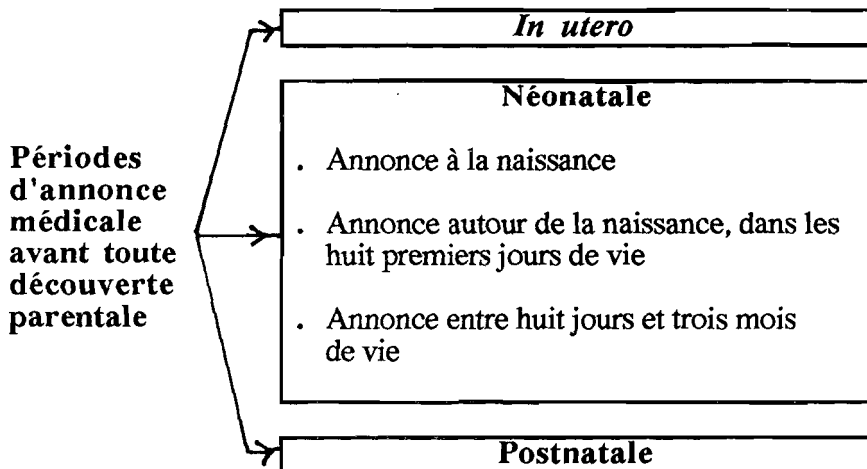 Périodes
d'annonce
médicale
avant toute
découverte
parentale
In utero
Néonatale
. Annonce à la naissance
. Annonce autour de la naissance, dans les
huit premiers jours de vie
. Annonce entre huit jours et trois mois
de vie
Postnatale